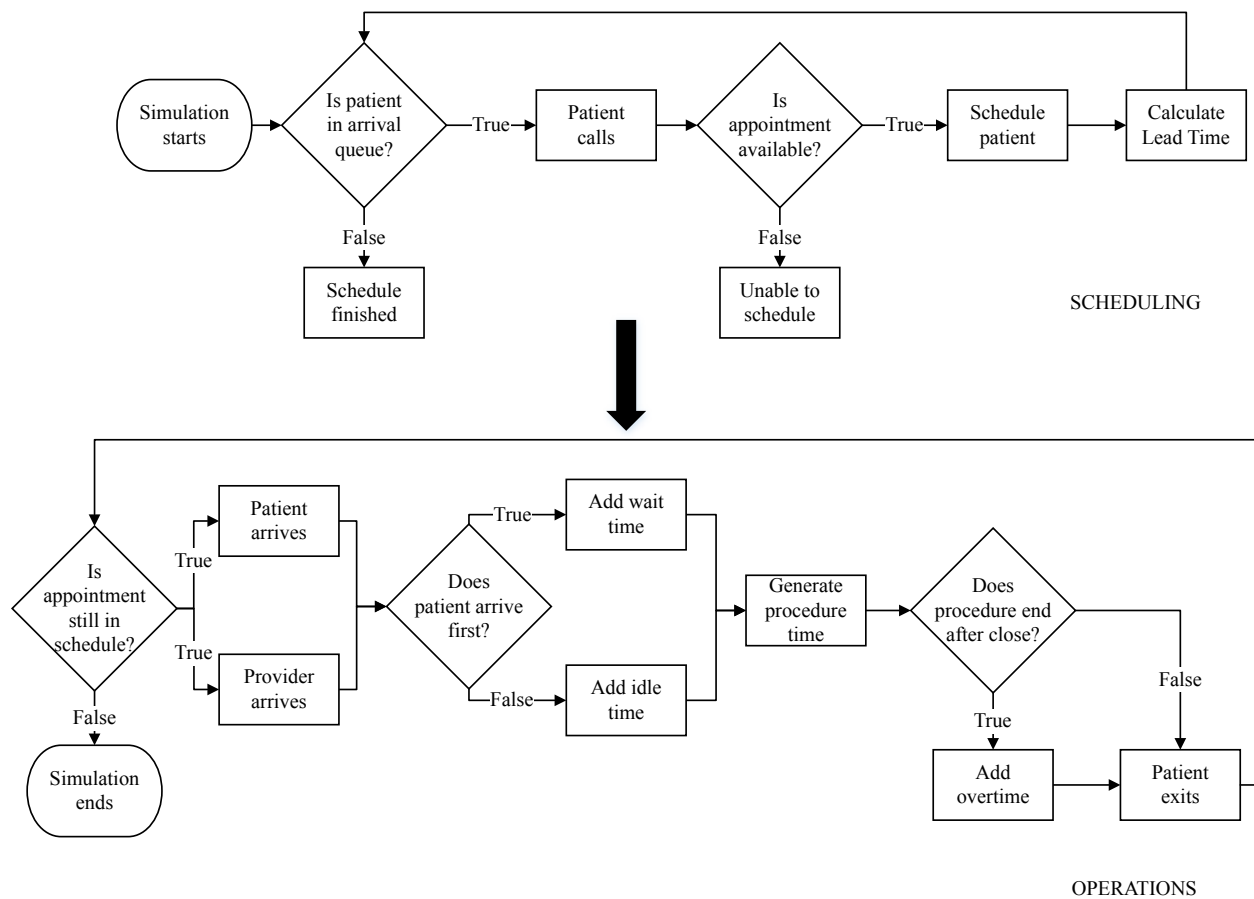 Simulation
starts
Is patient
in arrival
queue?
True
Patient
calls
Is
appointment
available?
True
Schedule
patient
Calculate
Lead Time
False
Schedule
finished
False
Unable to
schedule
SCHEDULING
Is
appointment
still in
schedule?
True
Patient
arrives
True
Provider
arrives
False
Simulation
ends
Does
patient arrive
first?
True
Add wait
time
False
Add idle
time
Generate
procedure
time
Does
procedure end
after close?
True
Add
overtime
False
Patient
exits
OPERATIONS